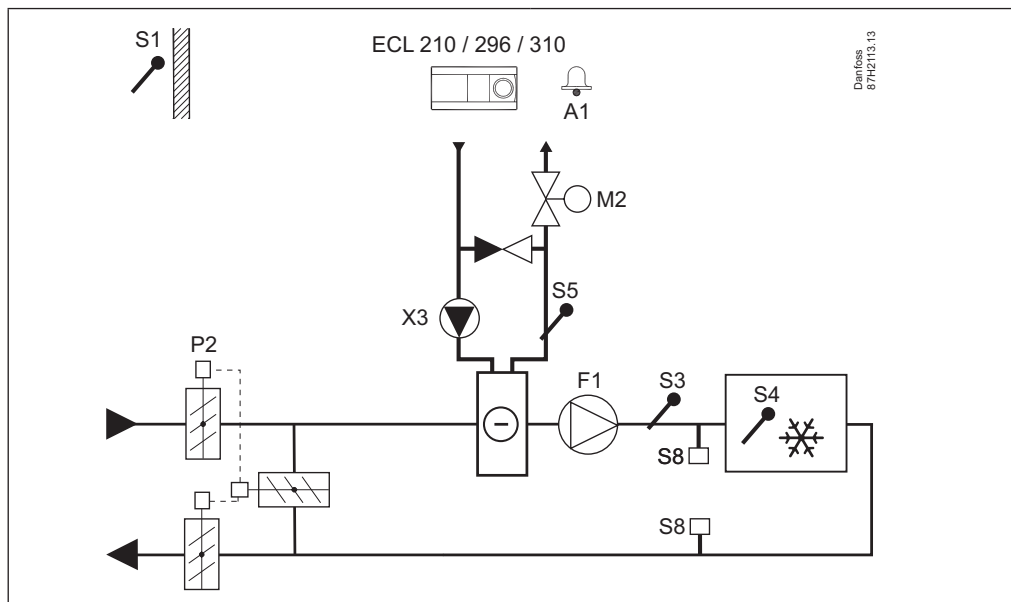 S1
ECL 210 / 296 / 310
A1
Danfoss
87H2113.13
M2
S5
X3
P2
F1
S3
S4
S8
S8